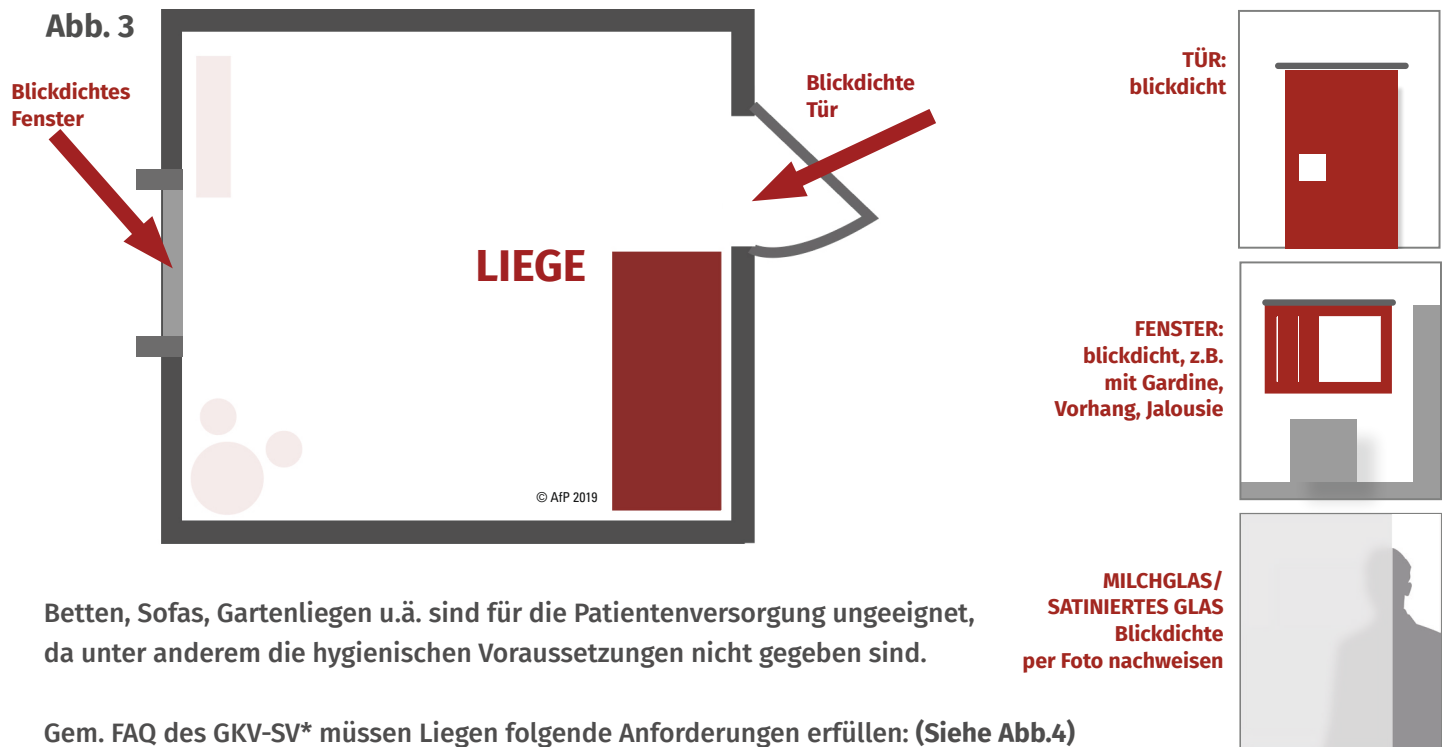 Abb. 3
Blickdichtes
Fenster
Blickdichte
Tür
LIEGE
© AfP 2019
TÜR:
blickdicht
FENSTER:
blickdicht, z.B.
mit Gardine,
Vorhang, Jalousie
MILCHGLAS/
SATINIERTES GLAS
Blickdichte
per Foto nachweisen
Betten, Sofas, Gartenliegen u.ä. sind für die Patientenversorgung ungeeignet,
da unter anderem die hygienischen Voraussetzungen nicht gegeben sind.
Gem. FAQ des GKV-SV* müssen Liegen folgende Anforderungen erfüllen: (Siehe Abb.4)